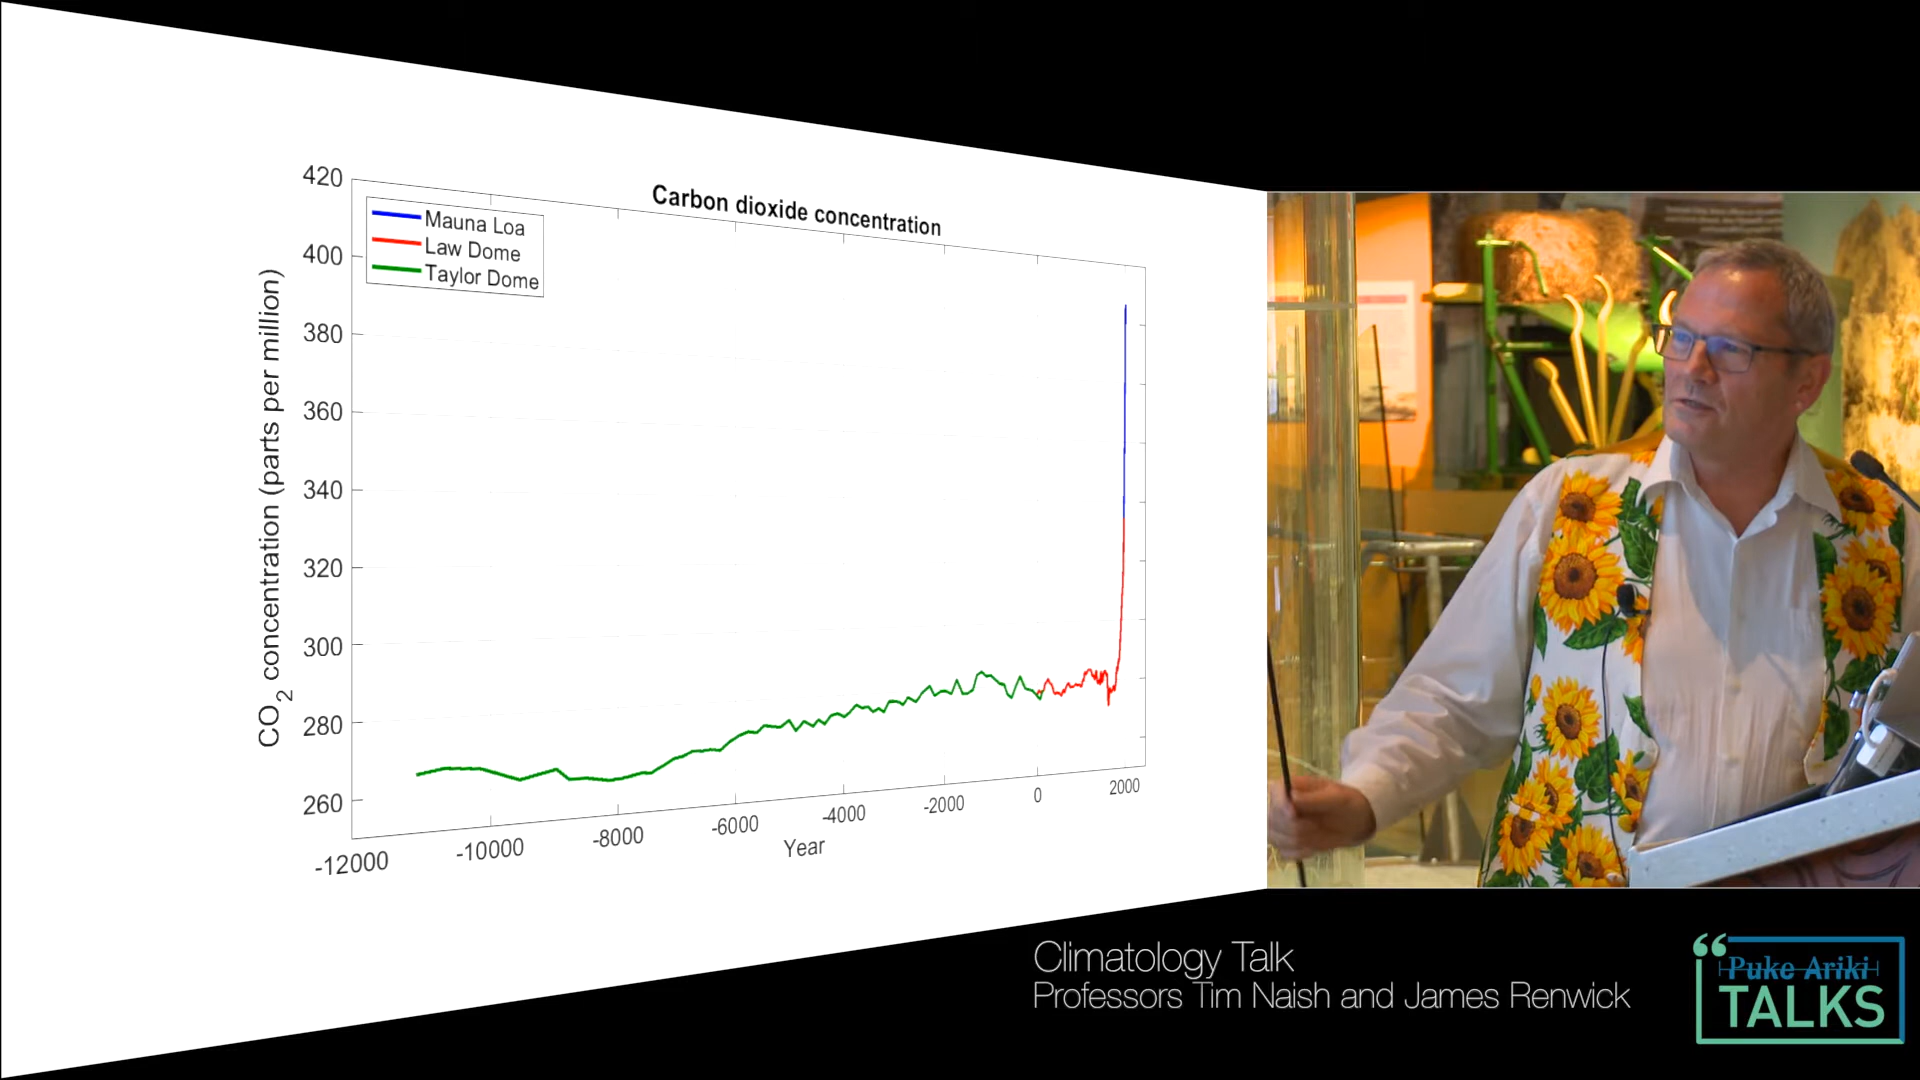 Carbon dioxide concentration
Mauna Loa
Law Dome
Taylor Dome
CO2 concentration (parts per million)
420
400
380
360
340
320
300
280
260
-12000
-10000
-8000
-6000
-4000
-2000
0
2000
Year
Climatology Talk
Professors Tim Naish and James Renwick
Puke Ariki
TALKS